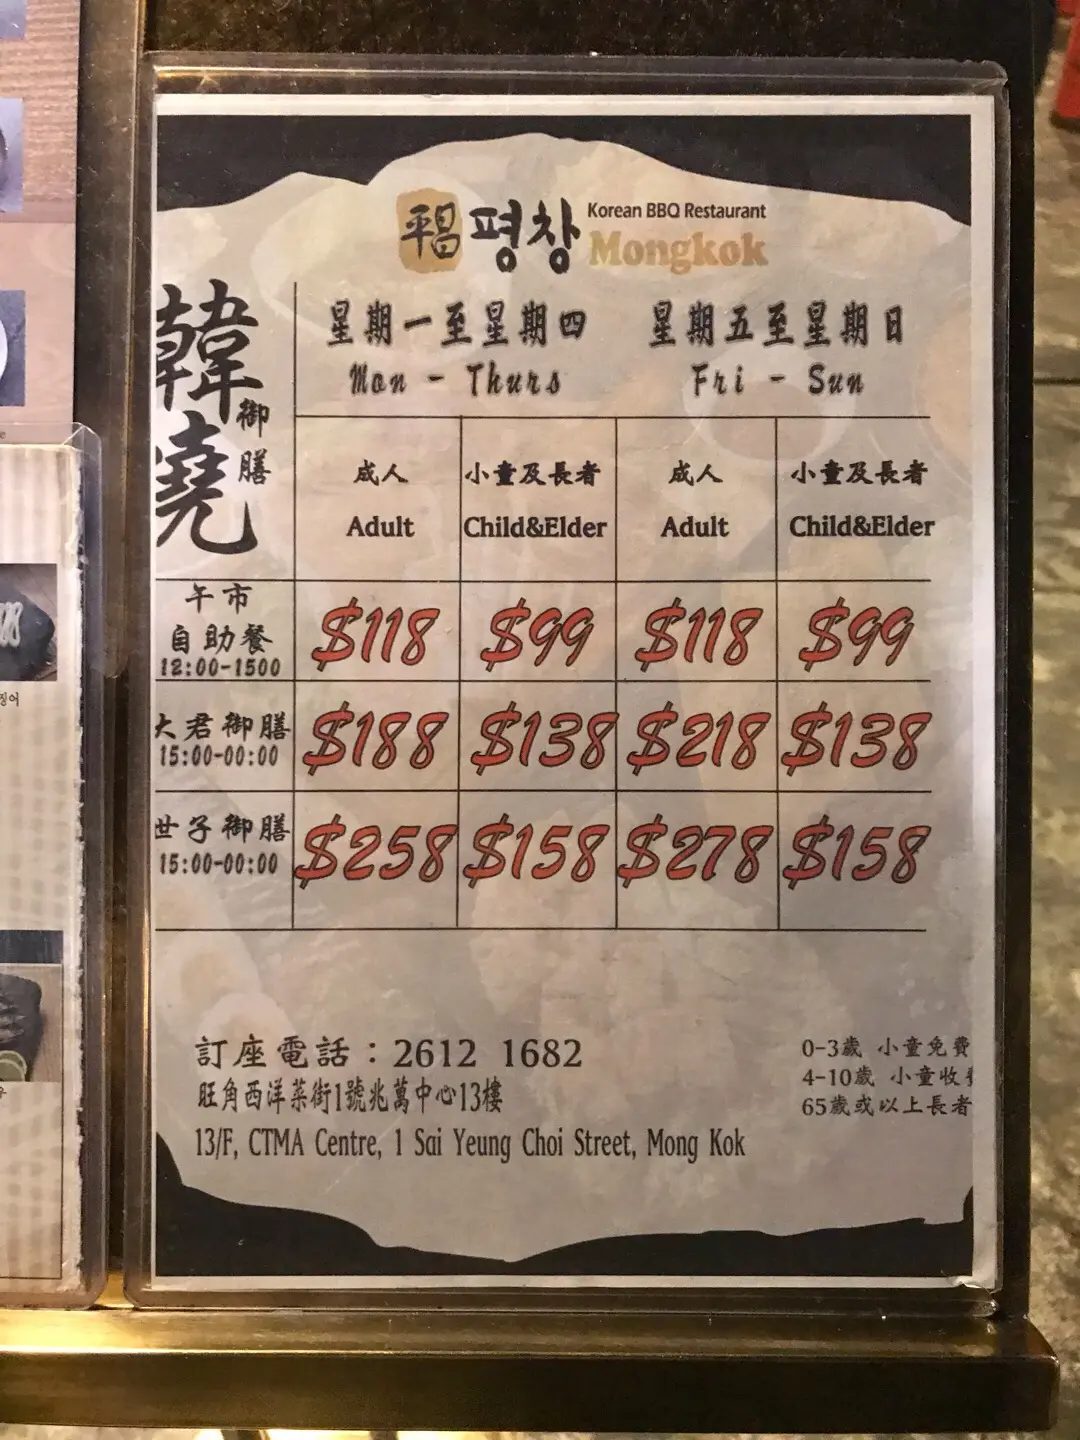 平昌 평창 Korean BBQ Restaurant
Mongkok
韓燒 御膳
星期一至星期四 星期五至星期日
Mon - Thurs Fri - Sun
成人 小童及長者 成人 小童及長者
Adult Child&Elder Adult Child&Elder
午市
自助餐
12:00-1500 $118 $99 $118 $99
大君御膳
15:00-00:00 $188 $138 $218 $138
世子御膳
15:00-00:00 $258 $158 $278 $158
訂座電話：2612 1682
旺角西洋菜街1號兆萬中心13樓
13/F, CTMA Centre, 1 Sai Yeung Choi Street, Mong Kok
0-3歲 小童免費
4-10歲 小童收
65歲或以上長者